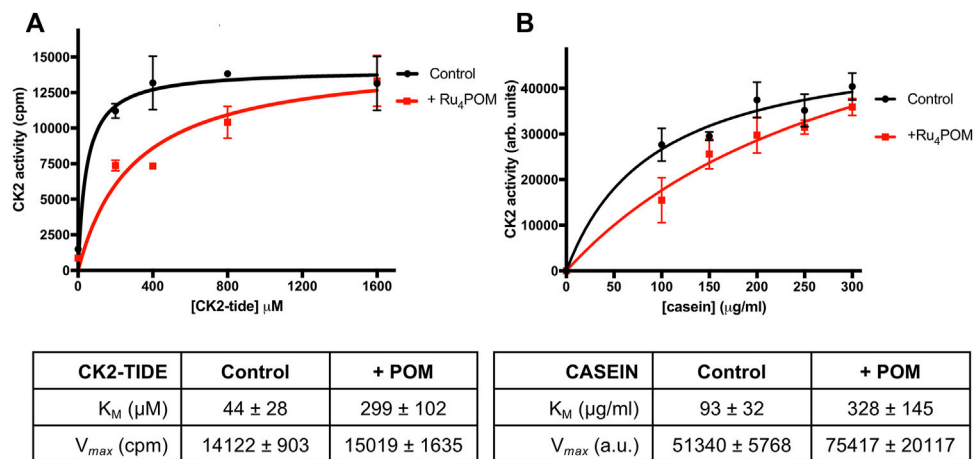 A
CK2 activity (cpm)
15000
12500
10000
7500
5000
2500
0
0 400 800 1200 1600
[CK2-tide] µM
Control
+ Ru4POM
B
CK2 activity (arb. units)
40000
30000
20000
10000
0
0 50 100 150 200 250 300
[casein] (µg/ml)
Control
+Ru4POM
CK2-TIDE Control + POM
KM (µM) 44 ± 28 299 ± 102
Vmax (cpm) 14122 ± 903 15019 ± 1635
CASEIN Control + POM
KM (µg/ml) 93 ± 32 328 ± 145
Vmax (a.u.) 51340 ± 5768 75417 ± 20117